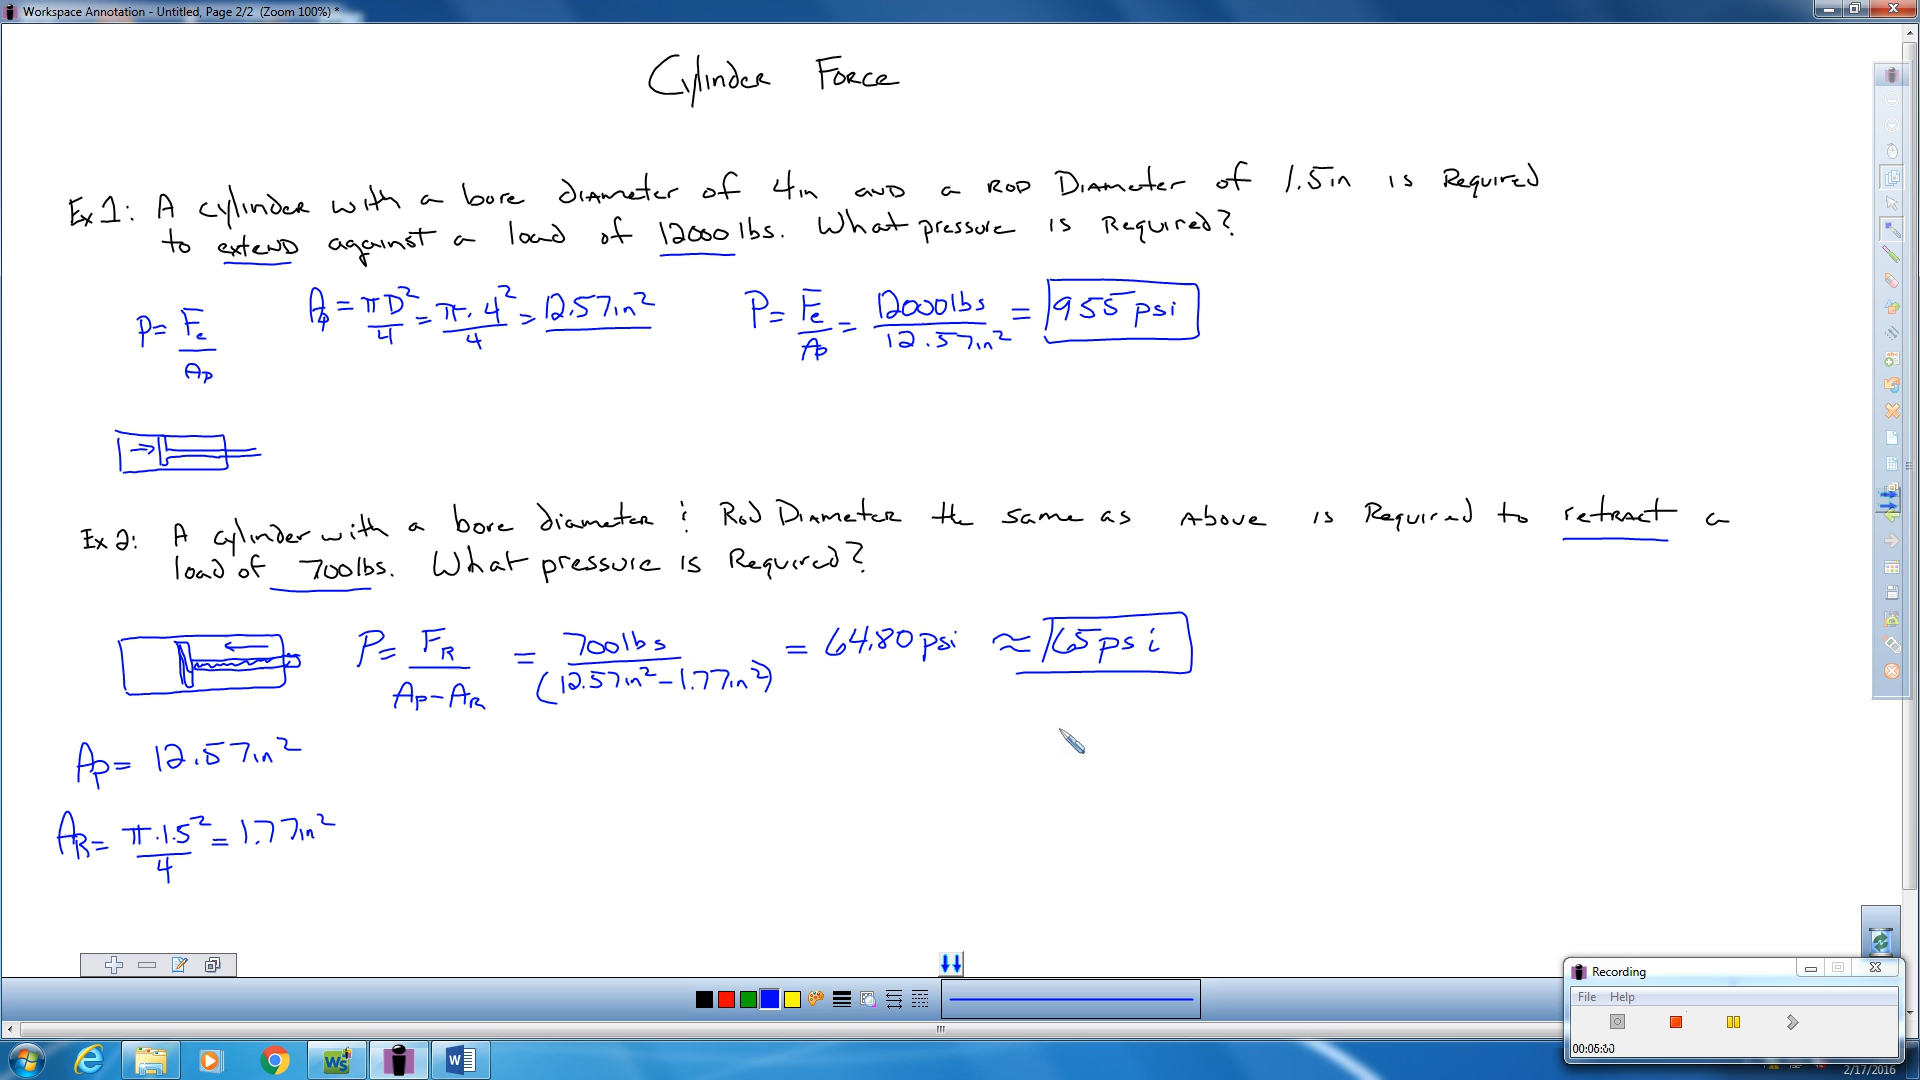 Workspace Annotation - Untitled, Page 2/2 (Zoom 100%) *
Cylinder Force
Ex 1: A cylinder with a bore diameter of 4in and a Rod Diameter of 1.5in is Required
to extend against a load of 12000 lbs. What pressure is Required?
P = Fe/Ap
Ap = πD²/4 = π·4²/4 = 12.57in²
P = Fe/Ap = 12000lbs/12.57in² = 955 psi
Ex 2: A cylinder with a bore diameter & Rod Diameter the same as Above is Required to retract a
load of 700lbs. What pressure is Required?
P = FR/(Ap-AR) = 700lbs/(12.57in² - 1.77in²) = 64.80 psi ≈ 65 psi
Ap = 12.57in²
AR = π·1.5²/4 = 1.77in²
Recording
File Help
2/17/2016